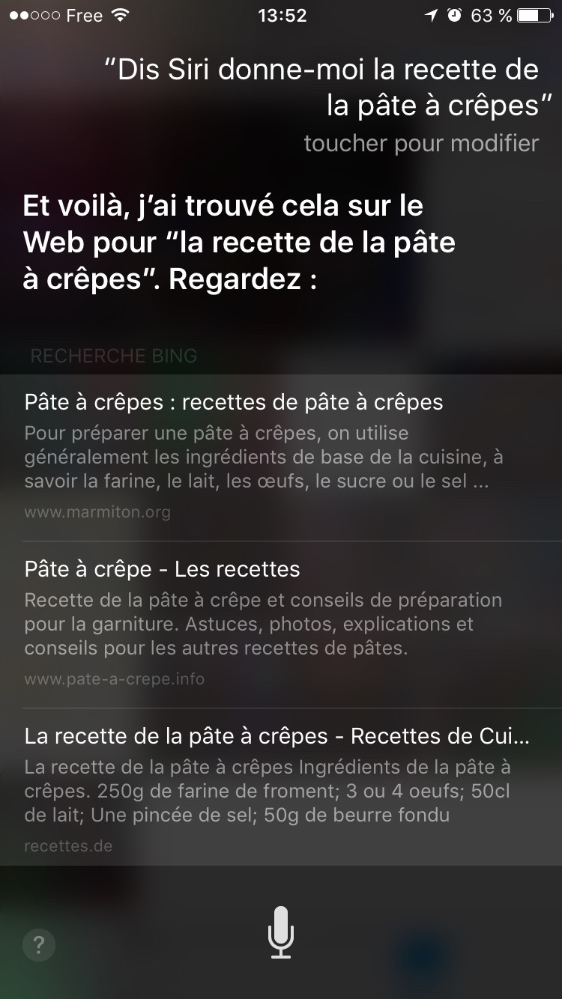 Free 13:52 63 %
“Dis Siri donne-moi la recette de
la pâte à crêpes”
toucher pour modifier
Et voilà, j’ai trouvé cela sur le
Web pour “la recette de la pâte
à crêpes”. Regardez :
RECHERCHE BING
Pâte à crêpes : recettes de pâte à crêpes
Pour préparer une pâte à crêpes, on utilise
généralement les ingrédients de base de la cuisine, à
savoir la farine, le lait, les œufs, le sucre ou le sel ...
www.marmiton.org
Pâte à crêpe - Les recettes
Recette de la pâte à crêpe et conseils de préparation
pour la garniture. Astuces, photos, explications et
conseils pour les autres recettes de pâtes.
www.pate-a-crepe.info
La recette de la pâte à crêpes - Recettes de Cui...
La recette de la pâte à crêpes Ingrédients de la pâte à
crêpes. 250g de farine de froment; 3 ou 4 oeufs; 50cl
de lait; Une pincée de sel; 50g de beurre fondu
recettes.de
?